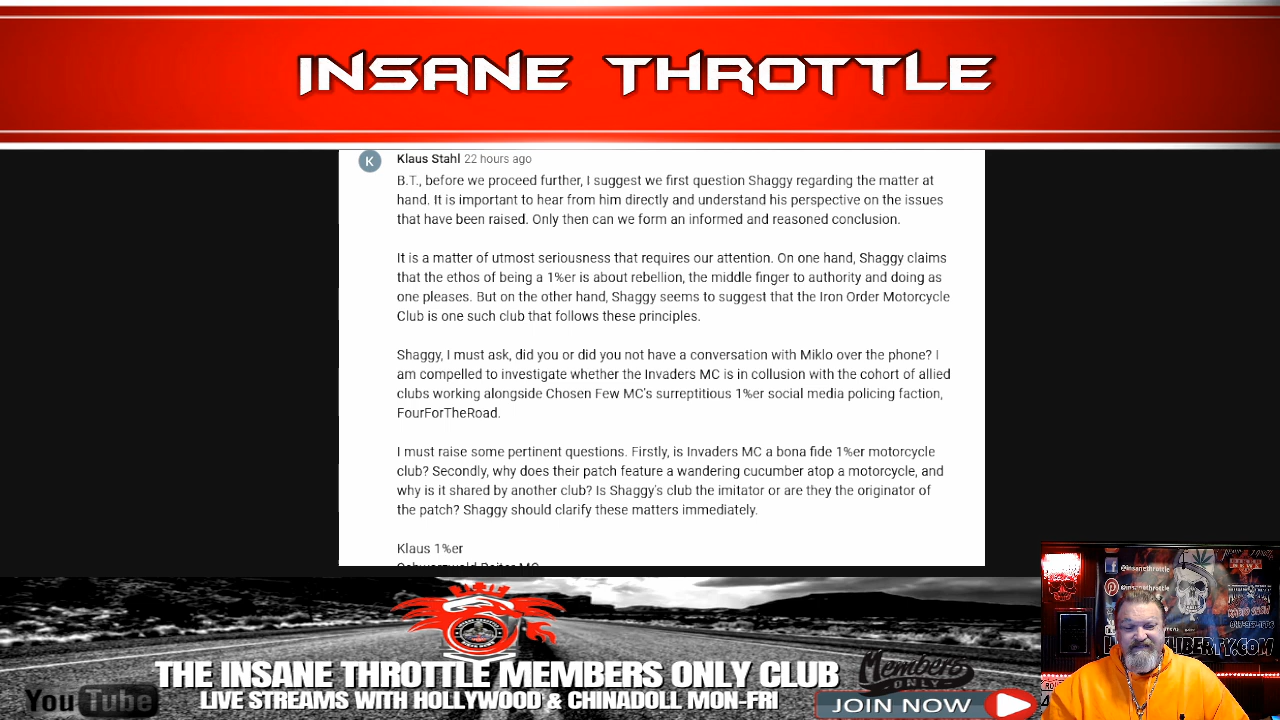 INSANE THROTTLE
K
Klaus Stahl 22 hours ago
B.T., before we proceed further, I suggest we first question Shaggy regarding the matter at
hand. It is important to hear from him directly and understand his perspective on the issues
that have been raised. Only then can we form an informed and reasoned conclusion.
It is a matter of utmost seriousness that requires our attention. On one hand, Shaggy claims
that the ethos of being a 1%er is about rebellion, the middle finger to authority and doing as
one pleases. But on the other hand, Shaggy seems to suggest that the Iron Order Motorcycle
Club is one such club that follows these principles.
Shaggy, I must ask, did you or did you not have a conversation with Miklo over the phone? I
am compelled to investigate whether the Invaders MC is in collusion with the cohort of allied
clubs working alongside Chosen Few MC's surreptitious 1%er social media policing faction,
FourForTheRoad.
I must raise some pertinent questions. Firstly, is Invaders MC a bona fide 1%er motorcycle
club? Secondly, why does their patch feature a wandering cucumber atop a motorcycle, and
why is it shared by another club? Is Shaggy's club the imitator or are they the originator of
the patch? Shaggy should clarify these matters immediately.
Klaus 1%er
Schwarzwald Reiter MC
@insanethrottle
@insanethrottle
LIBERTY.COM
THE INSANE THROTTLE MEMBERS ONLY CLUB
LIVE STREAMS WITH HOLLYWOOD & CHINADOLL MON-FRI
YouTube
Members
ONLY
JOIN NOW